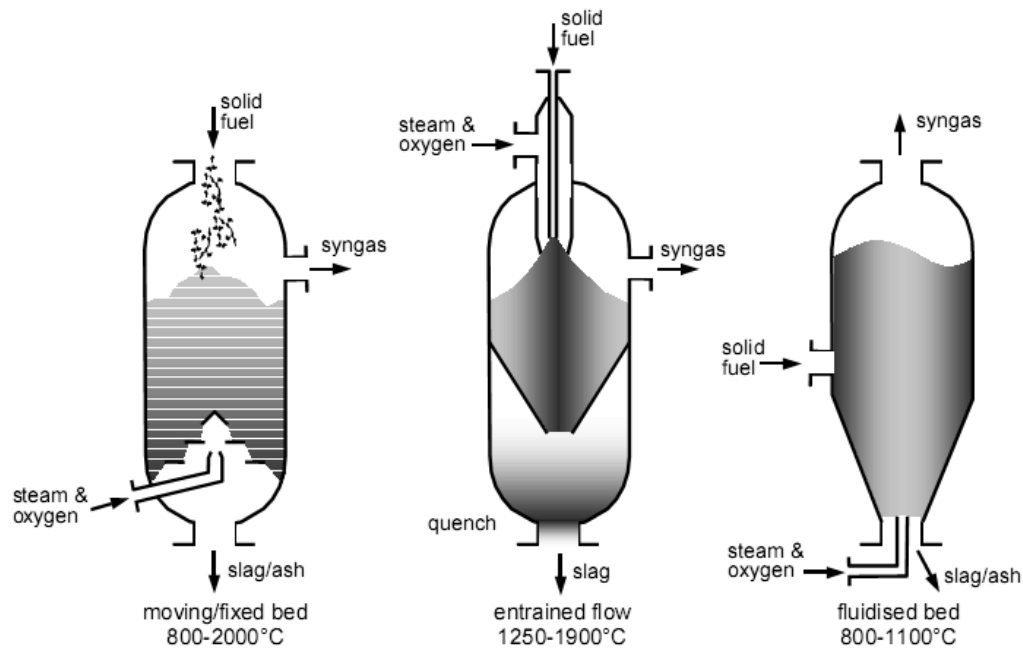 solid
fuel
syngas
steam &
oxygen
slag/ash
moving/fixed bed
800-2000°C
solid
fuel
steam &
oxygen
syngas
quench
slag
entrained flow
1250-1900°C
syngas
solid
fuel
steam &
oxygen
slag/ash
fluidised bed
800-1100°C